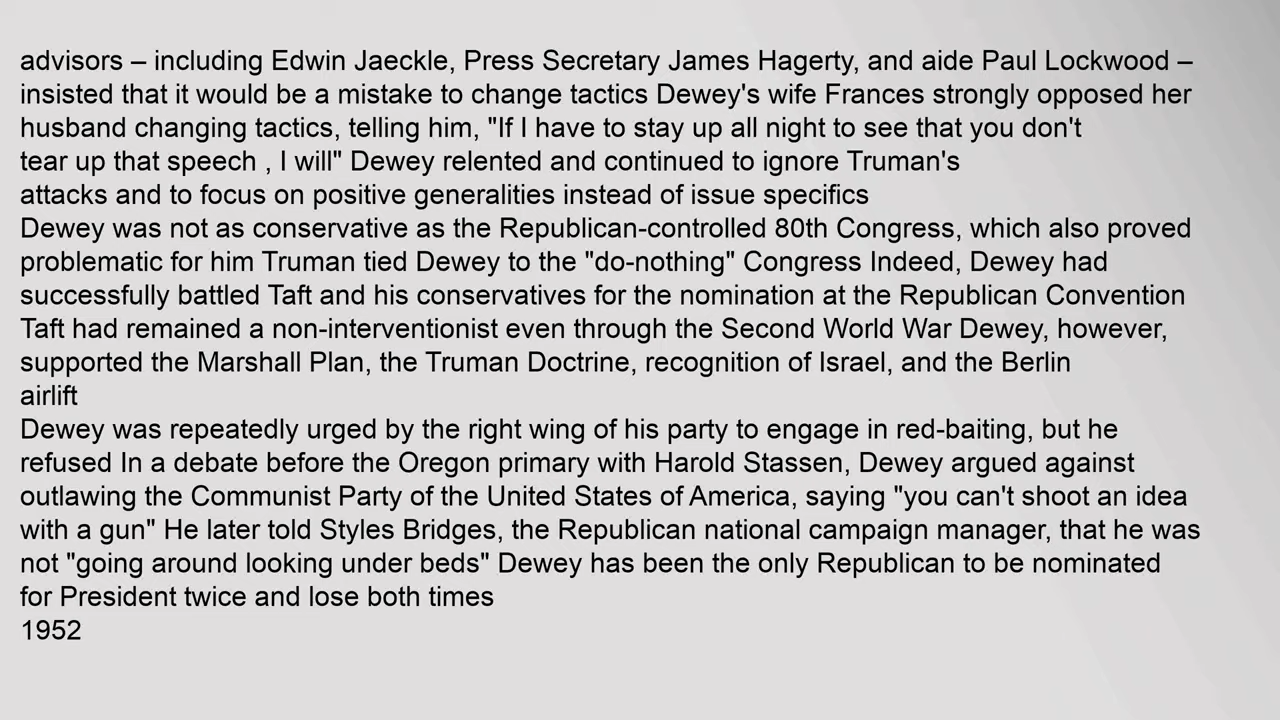 advisors – including Edwin Jaeckle, Press Secretary James Hagerty, and aide Paul Lockwood –
insisted that it would be a mistake to change tactics Dewey's wife Frances strongly opposed her
husband changing tactics, telling him, "If I have to stay up all night to see that you don't
tear up that speech , I will" Dewey relented and continued to ignore Truman's
attacks and to focus on positive generalities instead of issue specifics
Dewey was not as conservative as the Republican-controlled 80th Congress, which also proved
problematic for him Truman tied Dewey to the "do-nothing" Congress Indeed, Dewey had
successfully battled Taft and his conservatives for the nomination at the Republican Convention
Taft had remained a non-interventionist even through the Second World War Dewey, however,
supported the Marshall Plan, the Truman Doctrine, recognition of Israel, and the Berlin
airlift
Dewey was repeatedly urged by the right wing of his party to engage in red-baiting, but he
refused In a debate before the Oregon primary with Harold Stassen, Dewey argued against
outlawing the Communist Party of the United States of America, saying "you can't shoot an idea
with a gun" He later told Styles Bridges, the Republican national campaign manager, that he was
not "going around looking under beds" Dewey has been the only Republican to be nominated
for President twice and lose both times
1952